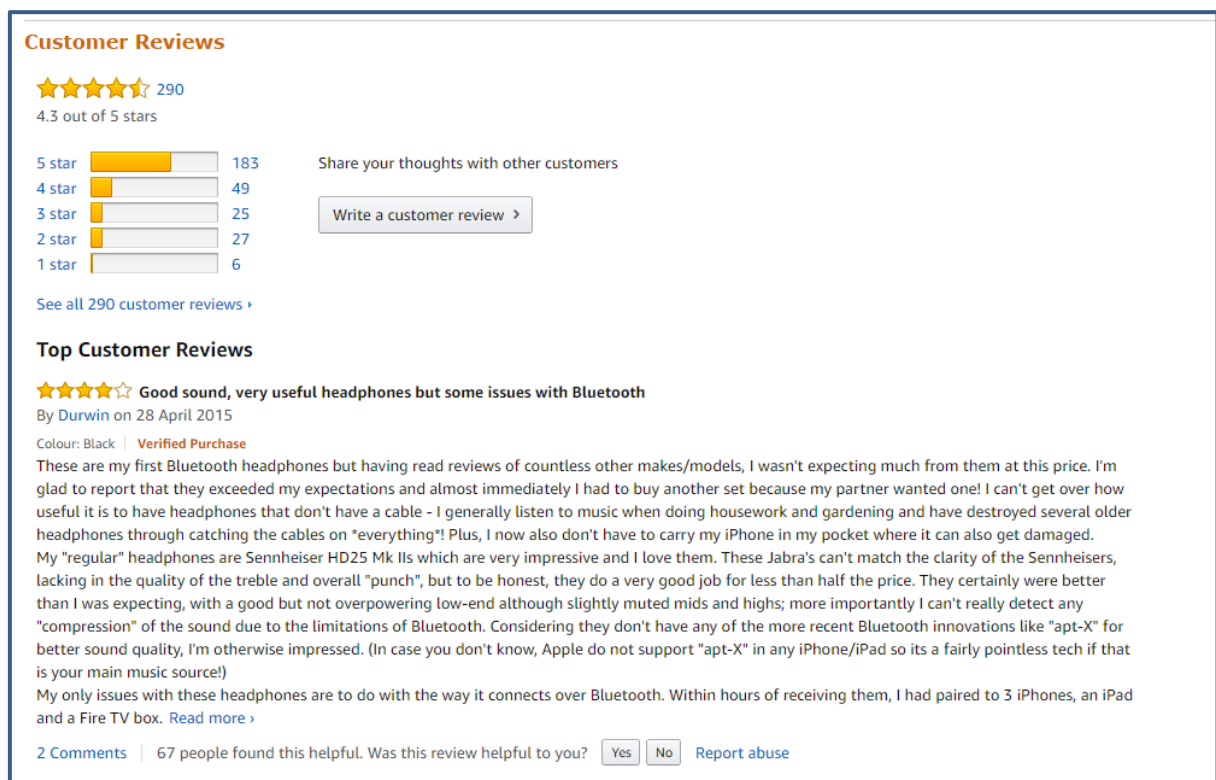 Customer Reviews
290
4.3 out of 5 stars
5 star 183
4 star 49
3 star 25
2 star 27
1 star 6
Share your thoughts with other customers
Write a customer review ›
See all 290 customer reviews ›
Top Customer Reviews
Good sound, very useful headphones but some issues with Bluetooth
By Durwin on 28 April 2015
Colour: Black | Verified Purchase
These are my first Bluetooth headphones but having read reviews of countless other makes/models, I wasn't expecting much from them at this price. I'm
glad to report that they exceeded my expectations and almost immediately I had to buy another set because my partner wanted one! I can't get over how
useful it is to have headphones that don't have a cable - I generally listen to music when doing housework and gardening and have destroyed several older
headphones through catching the cables on *everything*! Plus, I now also don't have to carry my iPhone in my pocket where it can also get damaged.
My "regular" headphones are Sennheiser HD25 Mk IIs which are very impressive and I love them. These Jabra's can't match the clarity of the Sennheisers,
lacking in the quality of the treble and overall "punch", but to be honest, they do a very good job for less than half the price. They certainly were better
than I was expecting, with a good but not overpowering low-end although slightly muted mids and highs; more importantly I can't really detect any
"compression" of the sound due to the limitations of Bluetooth. Considering they don't have any of the more recent Bluetooth innovations like "apt-X" for
better sound quality, I'm otherwise impressed. (In case you don't know, Apple do not support "apt-X" in any iPhone/iPad so its a fairly pointless tech if that
is your main music source!)
My only issues with these headphones are to do with the way it connects over Bluetooth. Within hours of receiving them, I had paired to 3 iPhones, an iPad
and a Fire TV box. Read more ›
2 Comments | 67 people found this helpful. Was this review helpful to you? Yes No Report abuse